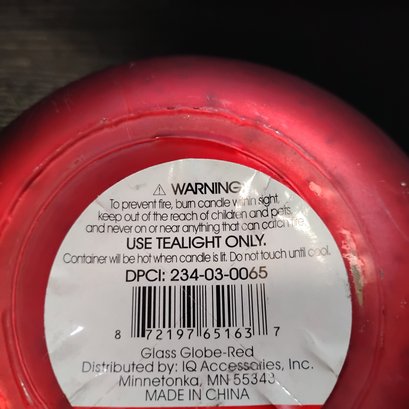 ⚠ WARNING:
To prevent fire, burn candle within sight,
keep out of the reach of children and pets
and never on or near anything that can catch fire.
USE TEALIGHT ONLY.
Container will be hot when candle is lit. Do not touch until cool.
DPCI: 234-03-0065
8 72197 65163 7
Glass Globe-Red
Distributed by: IQ Accessories, Inc.
Minnetonka, MN 55343
MADE IN CHINA